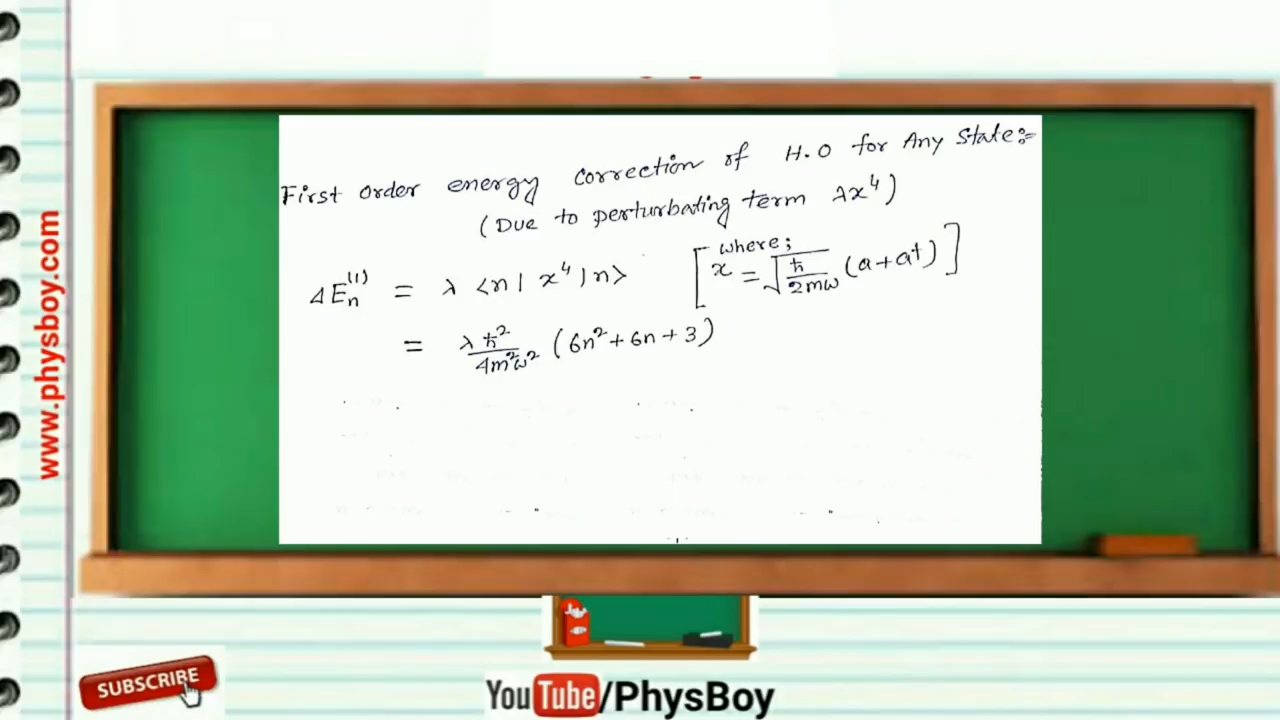 First order energy correction of H.O for Any State:-
(Due to perturbating term λx⁴)
ΔEₙ⁽¹⁾ = λ <n| x⁴ |n> [where; x = √(ħ/2mω) (a+a†)]
= λħ²/4m²ω² (6n²+6n+3)
www.physboy.com
SUBSCRIBE
YouTube/PhysBoy